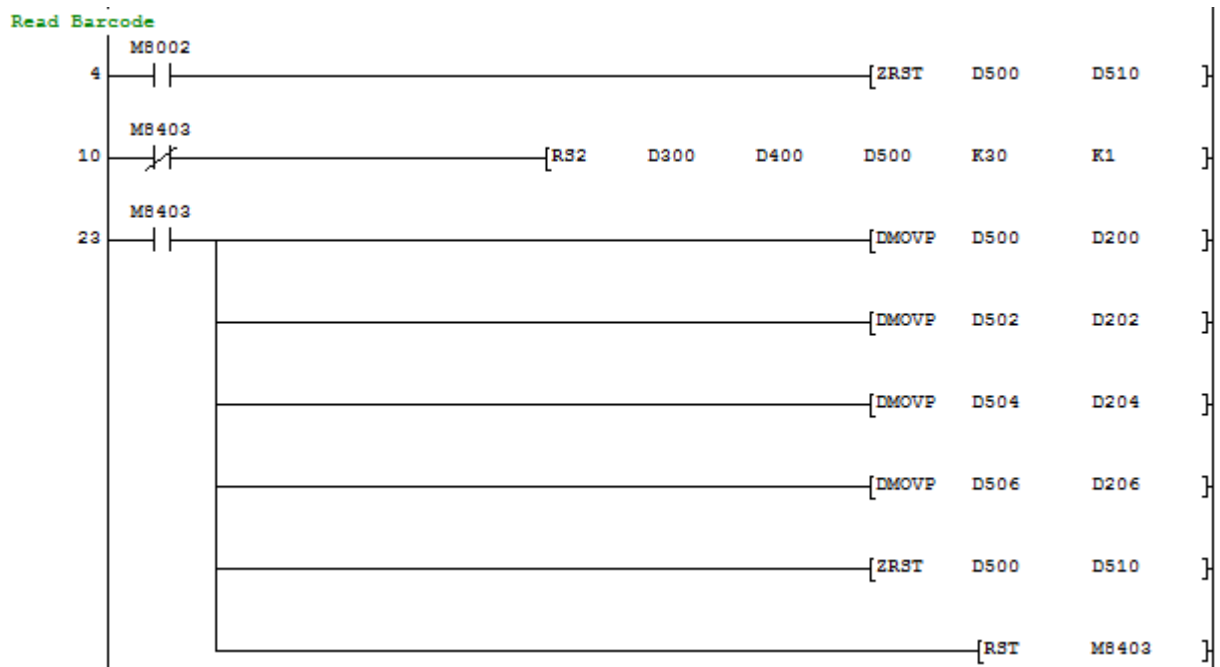 Read Barcode
M8002
4 [ZRST D500 D510 ]
M8403
10 [RS2 D300 D400 D500 K30 K1 ]
M8403
23 [DMOVP D500 D200 ]
[DMOVP D502 D202 ]
[DMOVP D504 D204 ]
[DMOVP D506 D206 ]
[ZRST D500 D510 ]
[RST M8403 ]